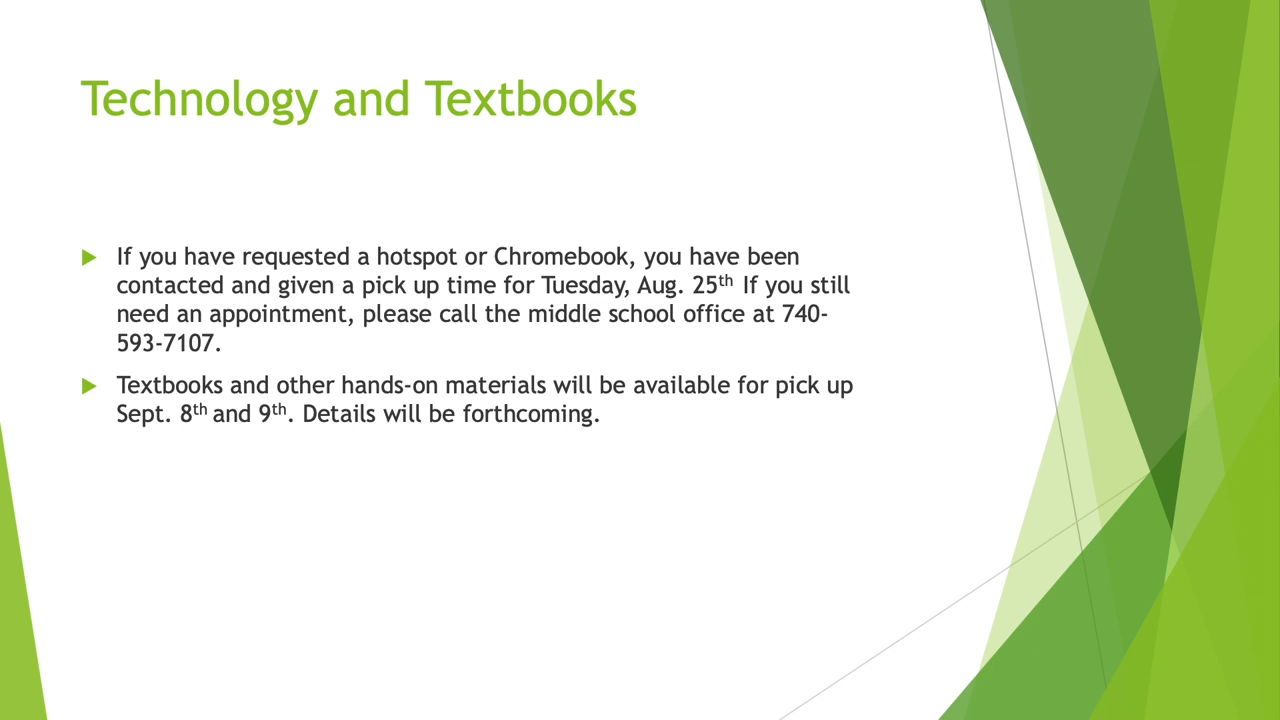 Technology and Textbooks
If you have requested a hotspot or Chromebook, you have been
contacted and given a pick up time for Tuesday, Aug. 25th If you still
need an appointment, please call the middle school office at 740-
593-7107.
Textbooks and other hands-on materials will be available for pick up
Sept. 8th and 9th. Details will be forthcoming.